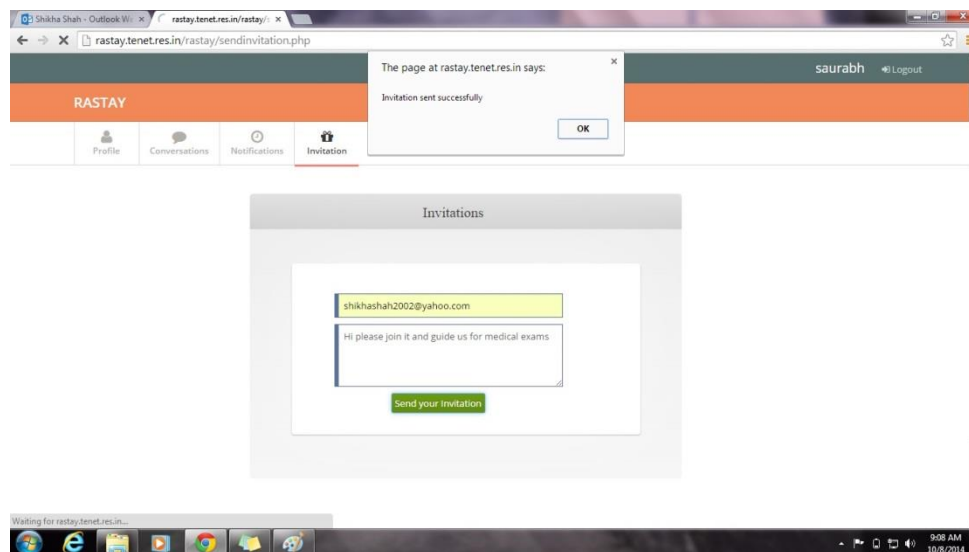 Shikha Shah - Outlook We
rastay.tenet.res.in/rastay/s
rastay.tenet.res.in/rastay/sendinvitation.php
The page at rastay.tenet.res.in says:
Invitation sent successfully
OK
saurabh
Logout
RASTAY
Profile
Conversations
Notifications
Invitation
Invitations
shikhashah2002@yahoo.com
Hi please join it and guide us for medical exams
Send your Invitation
Waiting for rastay.tenet.res.in...
9:08 AM
10/8/2014